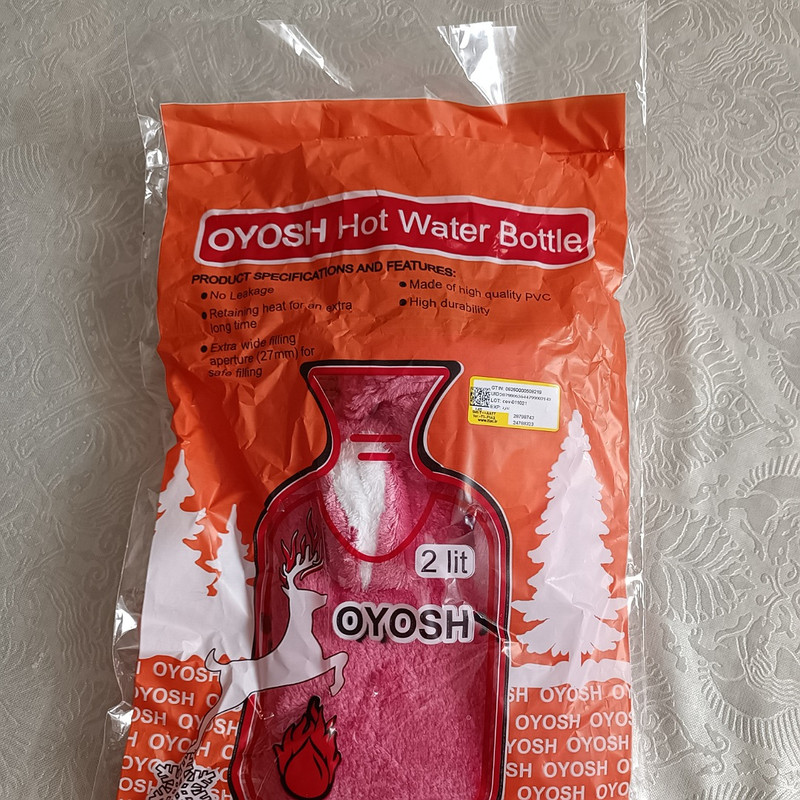 OYOSH Hot Water Bottle
PRODUCT SPECIFICATIONS AND FEATURES:
● No Leakage
● Retaining heat for an extra
long time
● Extra wide filling
aperture (27mm) for
safe filling
● Made of high quality PVC
● High durability
2 lit
OYOSH
OYOSH
OYOSH
OYOSH
OYOSH
OYOSH
OYOSH
OYOSH
OYOSH
OYOSH